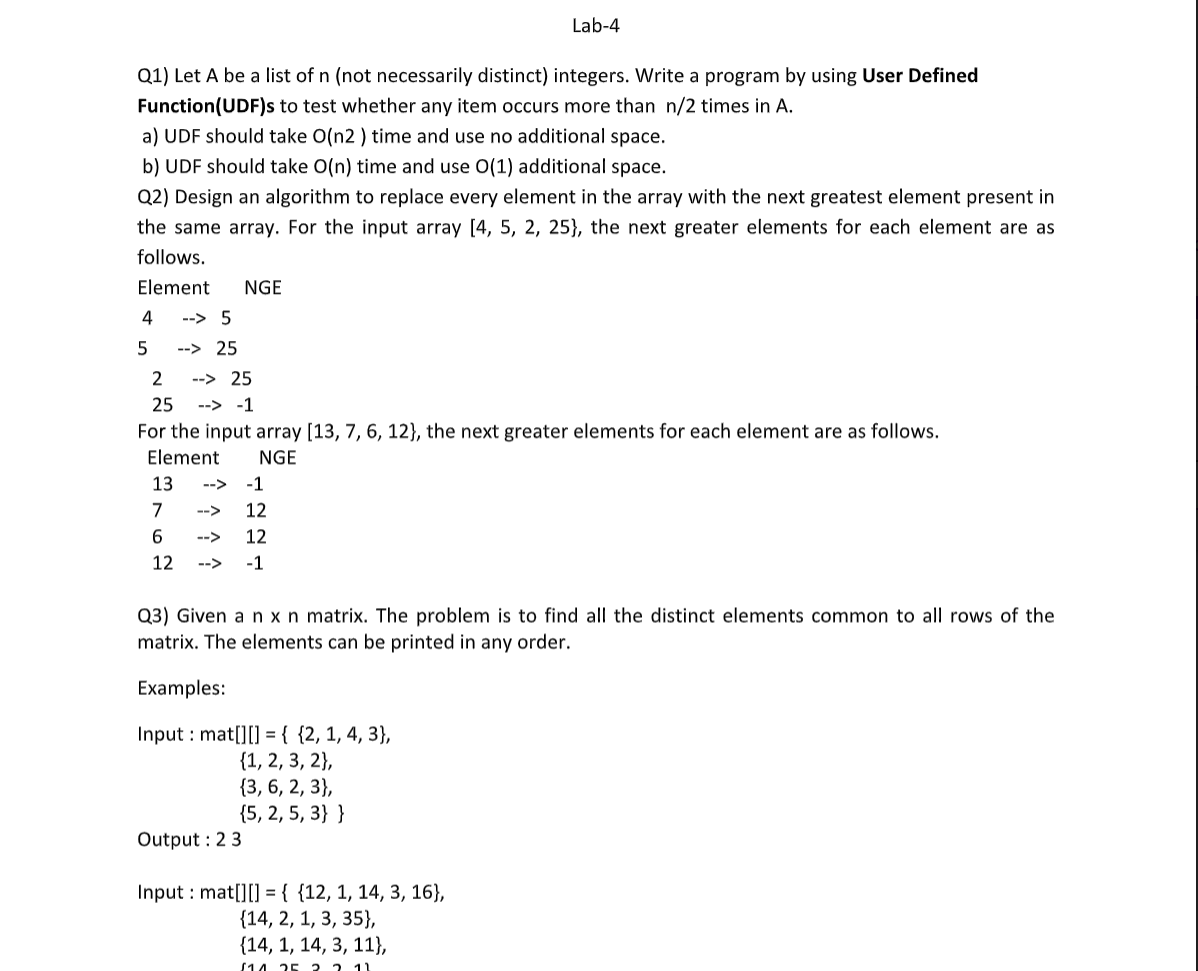 Lab-4
Q1) Let A be a list of n (not necessarily distinct) integers. Write a program by using User Defined
Function(UDF)s to test whether any item occurs more than n/2 times in A.
a) UDF should take O(n2 ) time and use no additional space.
b) UDF should take O(n) time and use O(1) additional space.
Q2) Design an algorithm to replace every element in the array with the next greatest element present in
the same array. For the input array [4, 5, 2, 25}, the next greater elements for each element are as
follows.
Element NGE
4 --> 5
5 --> 25
2 --> 25
25 --> -1
For the input array [13, 7, 6, 12}, the next greater elements for each element are as follows.
Element NGE
13 --> -1
7 --> 12
6 --> 12
12 --> -1
Q3) Given a n x n matrix. The problem is to find all the distinct elements common to all rows of the
matrix. The elements can be printed in any order.
Examples:
Input : mat[][] = { {2, 1, 4, 3},
{1, 2, 3, 2},
{3, 6, 2, 3},
{5, 2, 5, 3} }
Output : 2 3
Input : mat[][] = { {12, 1, 14, 3, 16},
{14, 2, 1, 3, 35},
{14, 1, 14, 3, 11},